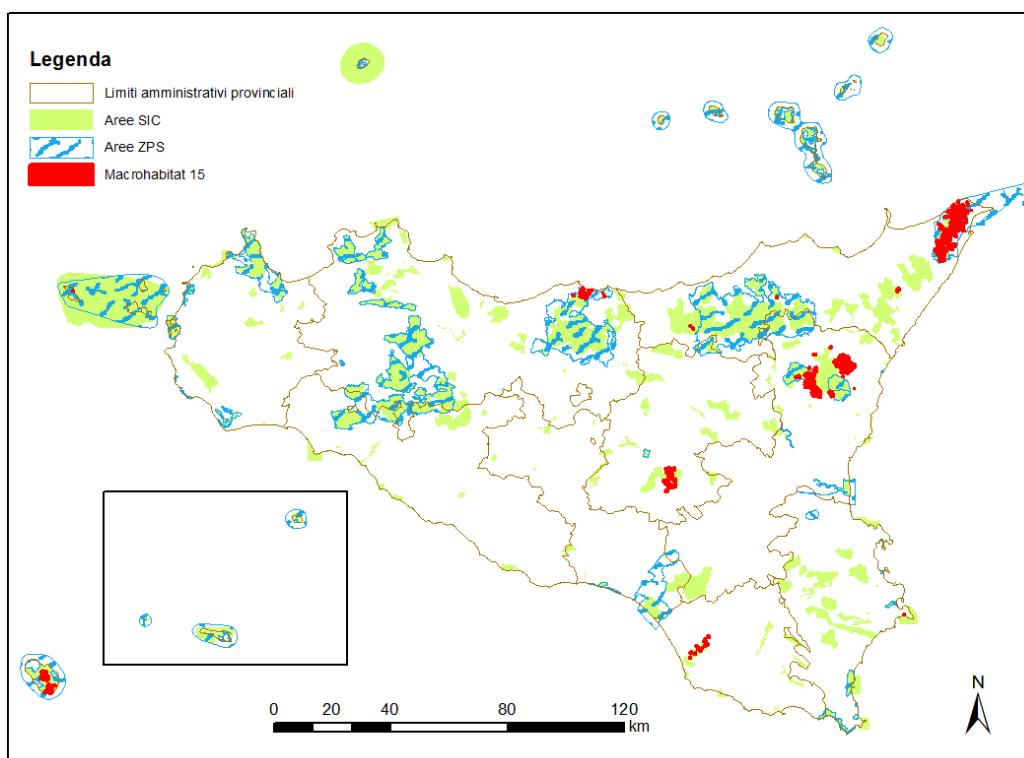 Legenda
Limiti amministrativi provinciali
Aree SIC
Aree ZPS
Macrohabitat 15
N
0 20 40 80 120
km